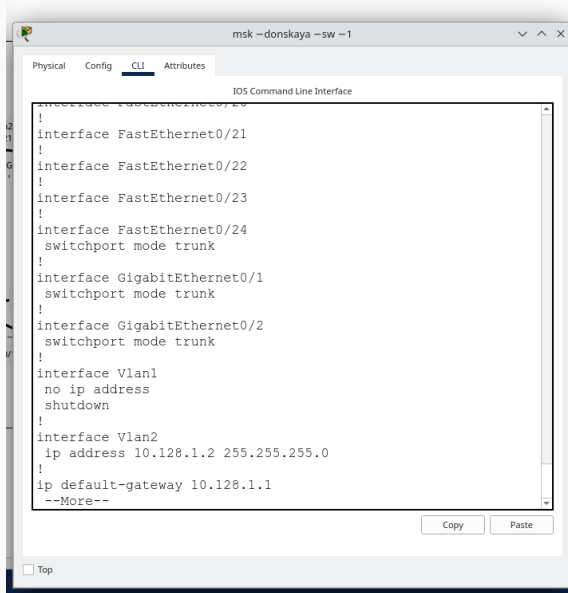 msk –donskaya –sw –1
Physical Config CLI Attributes
IOS Command Line Interface
interface FastEthernet0/20
!
interface FastEthernet0/21
!
interface FastEthernet0/22
!
interface FastEthernet0/23
!
interface FastEthernet0/24
 switchport mode trunk
!
interface GigabitEthernet0/1
 switchport mode trunk
!
interface GigabitEthernet0/2
 switchport mode trunk
!
interface Vlan1
 no ip address
 shutdown
!
interface Vlan2
 ip address 10.128.1.2 255.255.255.0
!
ip default-gateway 10.128.1.1
 --More--
Copy Paste
Top